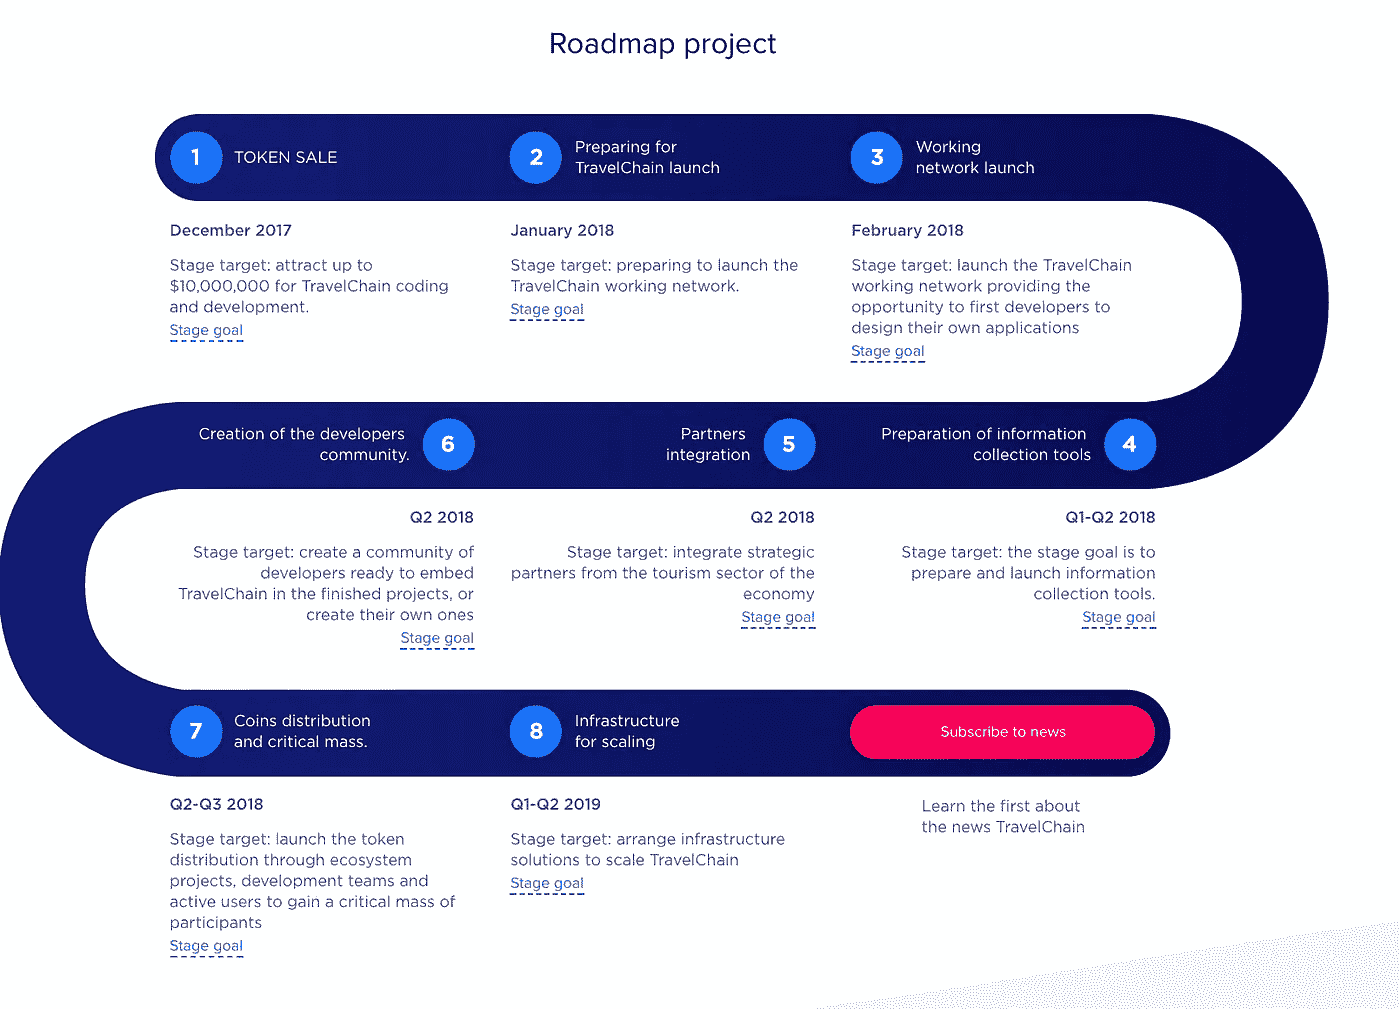 Roadmap project
1
TOKEN SALE
December 2017
Stage target: attract up to
$10,000,000 for TravelChain coding
and development.
Stage goal
2
Preparing for
TravelChain launch
January 2018
Stage target: preparing to launch the
TravelChain working network.
Stage goal
3
Working
network launch
February 2018
Stage target: launch the TravelChain
working network providing the
opportunity to first developers to
design their own applications
Stage goal
4
Preparation of information
collection tools
Q1-Q2 2018
Stage target: the stage goal is to
prepare and launch information
collection tools.
Stage goal
5
Partners
integration
Q2 2018
Stage target: integrate strategic
partners from the tourism sector of the
economy
Stage goal
6
Creation of the developers
community.
Q2 2018
Stage target: create a community of
developers ready to embed
TravelChain in the finished projects, or
create their own ones
Stage goal
7
Coins distribution
and critical mass.
Q2-Q3 2018
Stage target: launch the token
distribution through ecosystem
projects, development teams and
active users to gain a critical mass of
participants
Stage goal
8
Infrastructure
for scaling
Q1-Q2 2019
Stage target: arrange infrastructure
solutions to scale TravelChain
Stage goal
Subscribe to news
Learn the first about
the news TravelChain